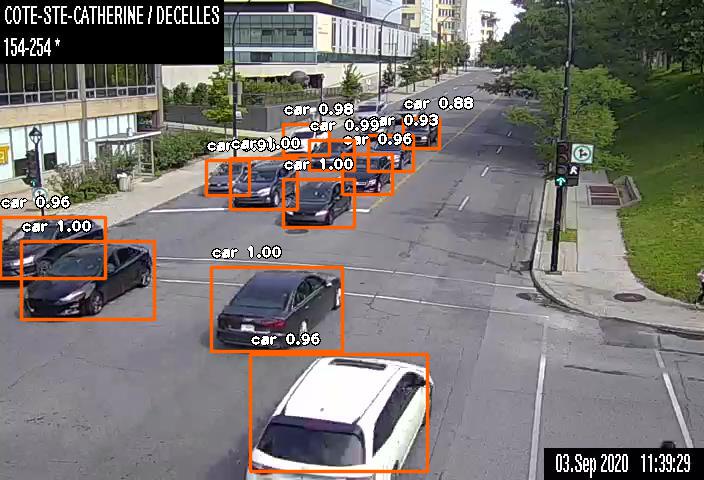 COTE-STE-CATHERINE / DECELLES
154-254 *
car 0.98
car 0.88
car 0.99
car 0.93
car 1.00
car 0.96
car 1.00
car 0.96
car 1.00
car 1.00
car 0.96
03.Sep 2020 11:39:29